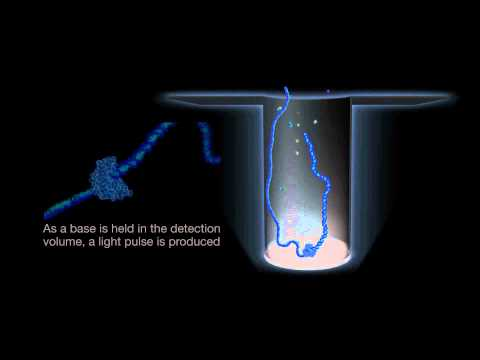 As a base is held in the detection
volume, a light pulse is produced